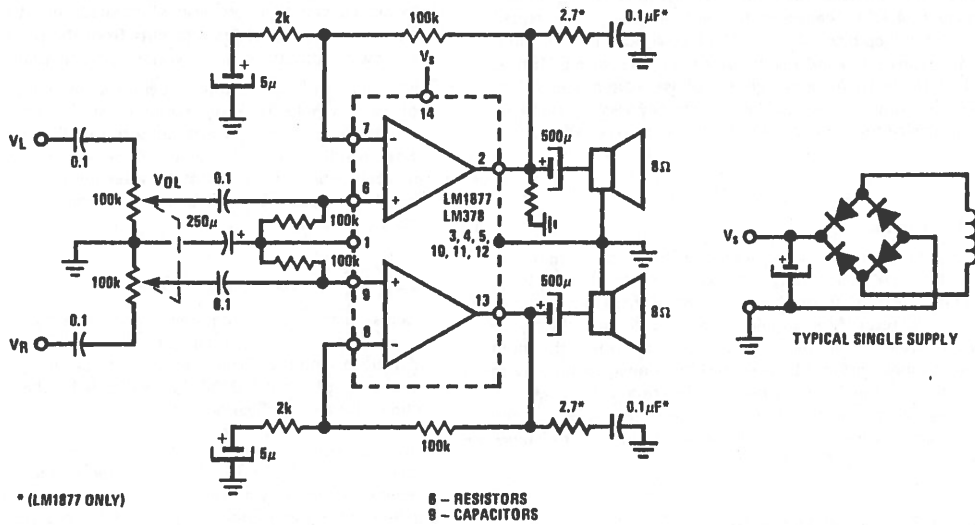 2k
100k
2.7*
0.1µF*
+
5µ
Vs
14
7
–
VL
0.1
100k
VOL
0.1
6
+
2
LM1877
LM378
3, 4, 5,
10, 11, 12
500µ
+
8Ω
100k
250µ
+
1
100k
100k
0.1
9
+
13
500µ
+
8Ω
VR
0.1
8
–
2k
100k
2.7*
0.1µF*
+
5µ
Vs
+
TYPICAL SINGLE SUPPLY
* (LM1877 ONLY)
6 – RESISTORS
9 – CAPACITORS